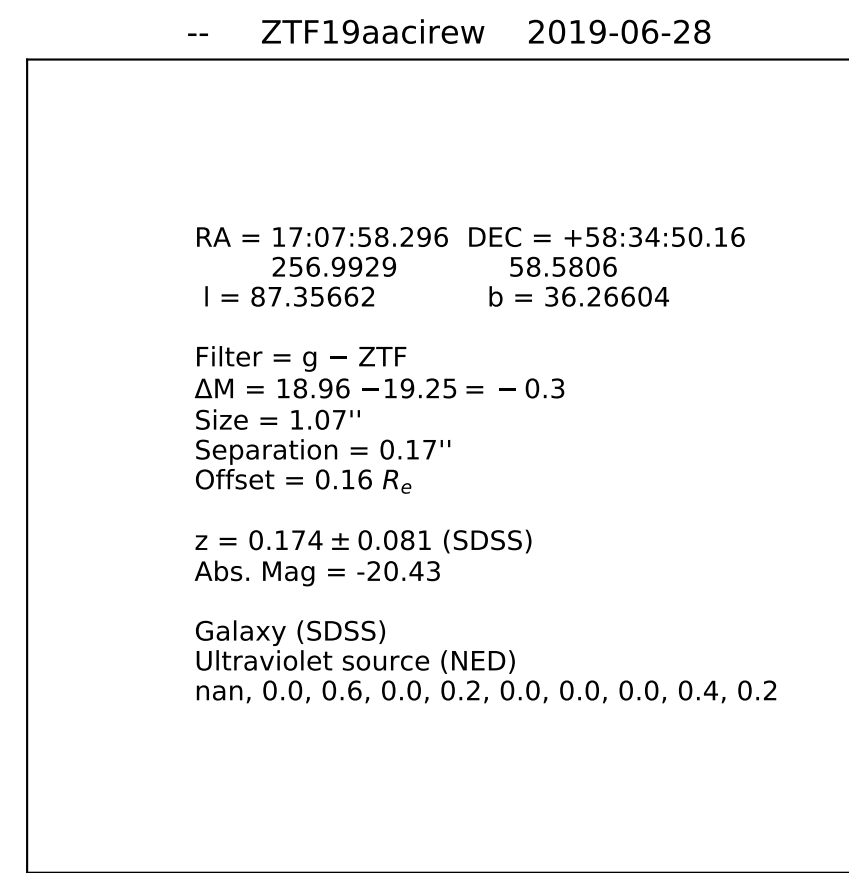 -- ZTF19aacirew 2019-06-28
RA = 17:07:58.296 DEC = +58:34:50.16
256.9929 58.5806
l = 87.35662 b = 36.26604
Filter = g − ZTF
ΔM = 18.96 −19.25 = − 0.3
Size = 1.07''
Separation = 0.17''
Offset = 0.16 Rₑ
z = 0.174 ± 0.081 (SDSS)
Abs. Mag = -20.43
Galaxy (SDSS)
Ultraviolet source (NED)
nan, 0.0, 0.6, 0.0, 0.2, 0.0, 0.0, 0.0, 0.4, 0.2